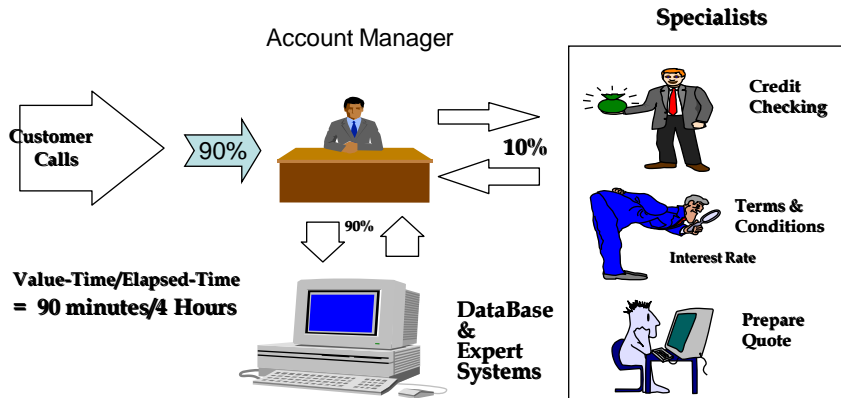 Specialists
Account Manager
Customer
Calls
90%
10%
Credit
Checking
Terms &
Conditions
Interest Rate
90%
Value-Time/Elapsed-Time
= 90 minutes/4 Hours
DataBase
&
Expert
Systems
Prepare
Quote